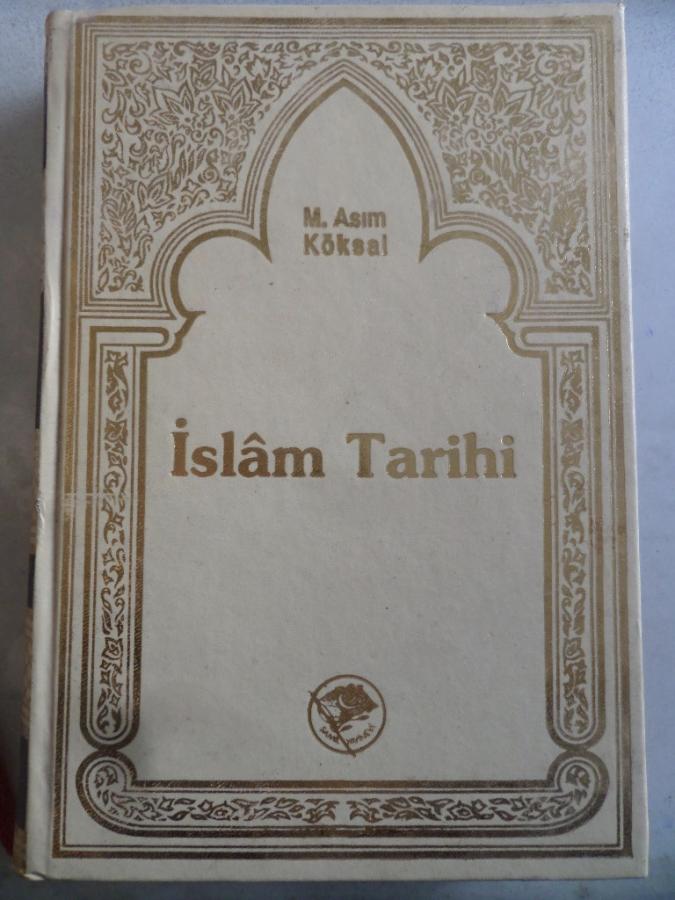 M. Asım
Köksal
İslâm Tarihi